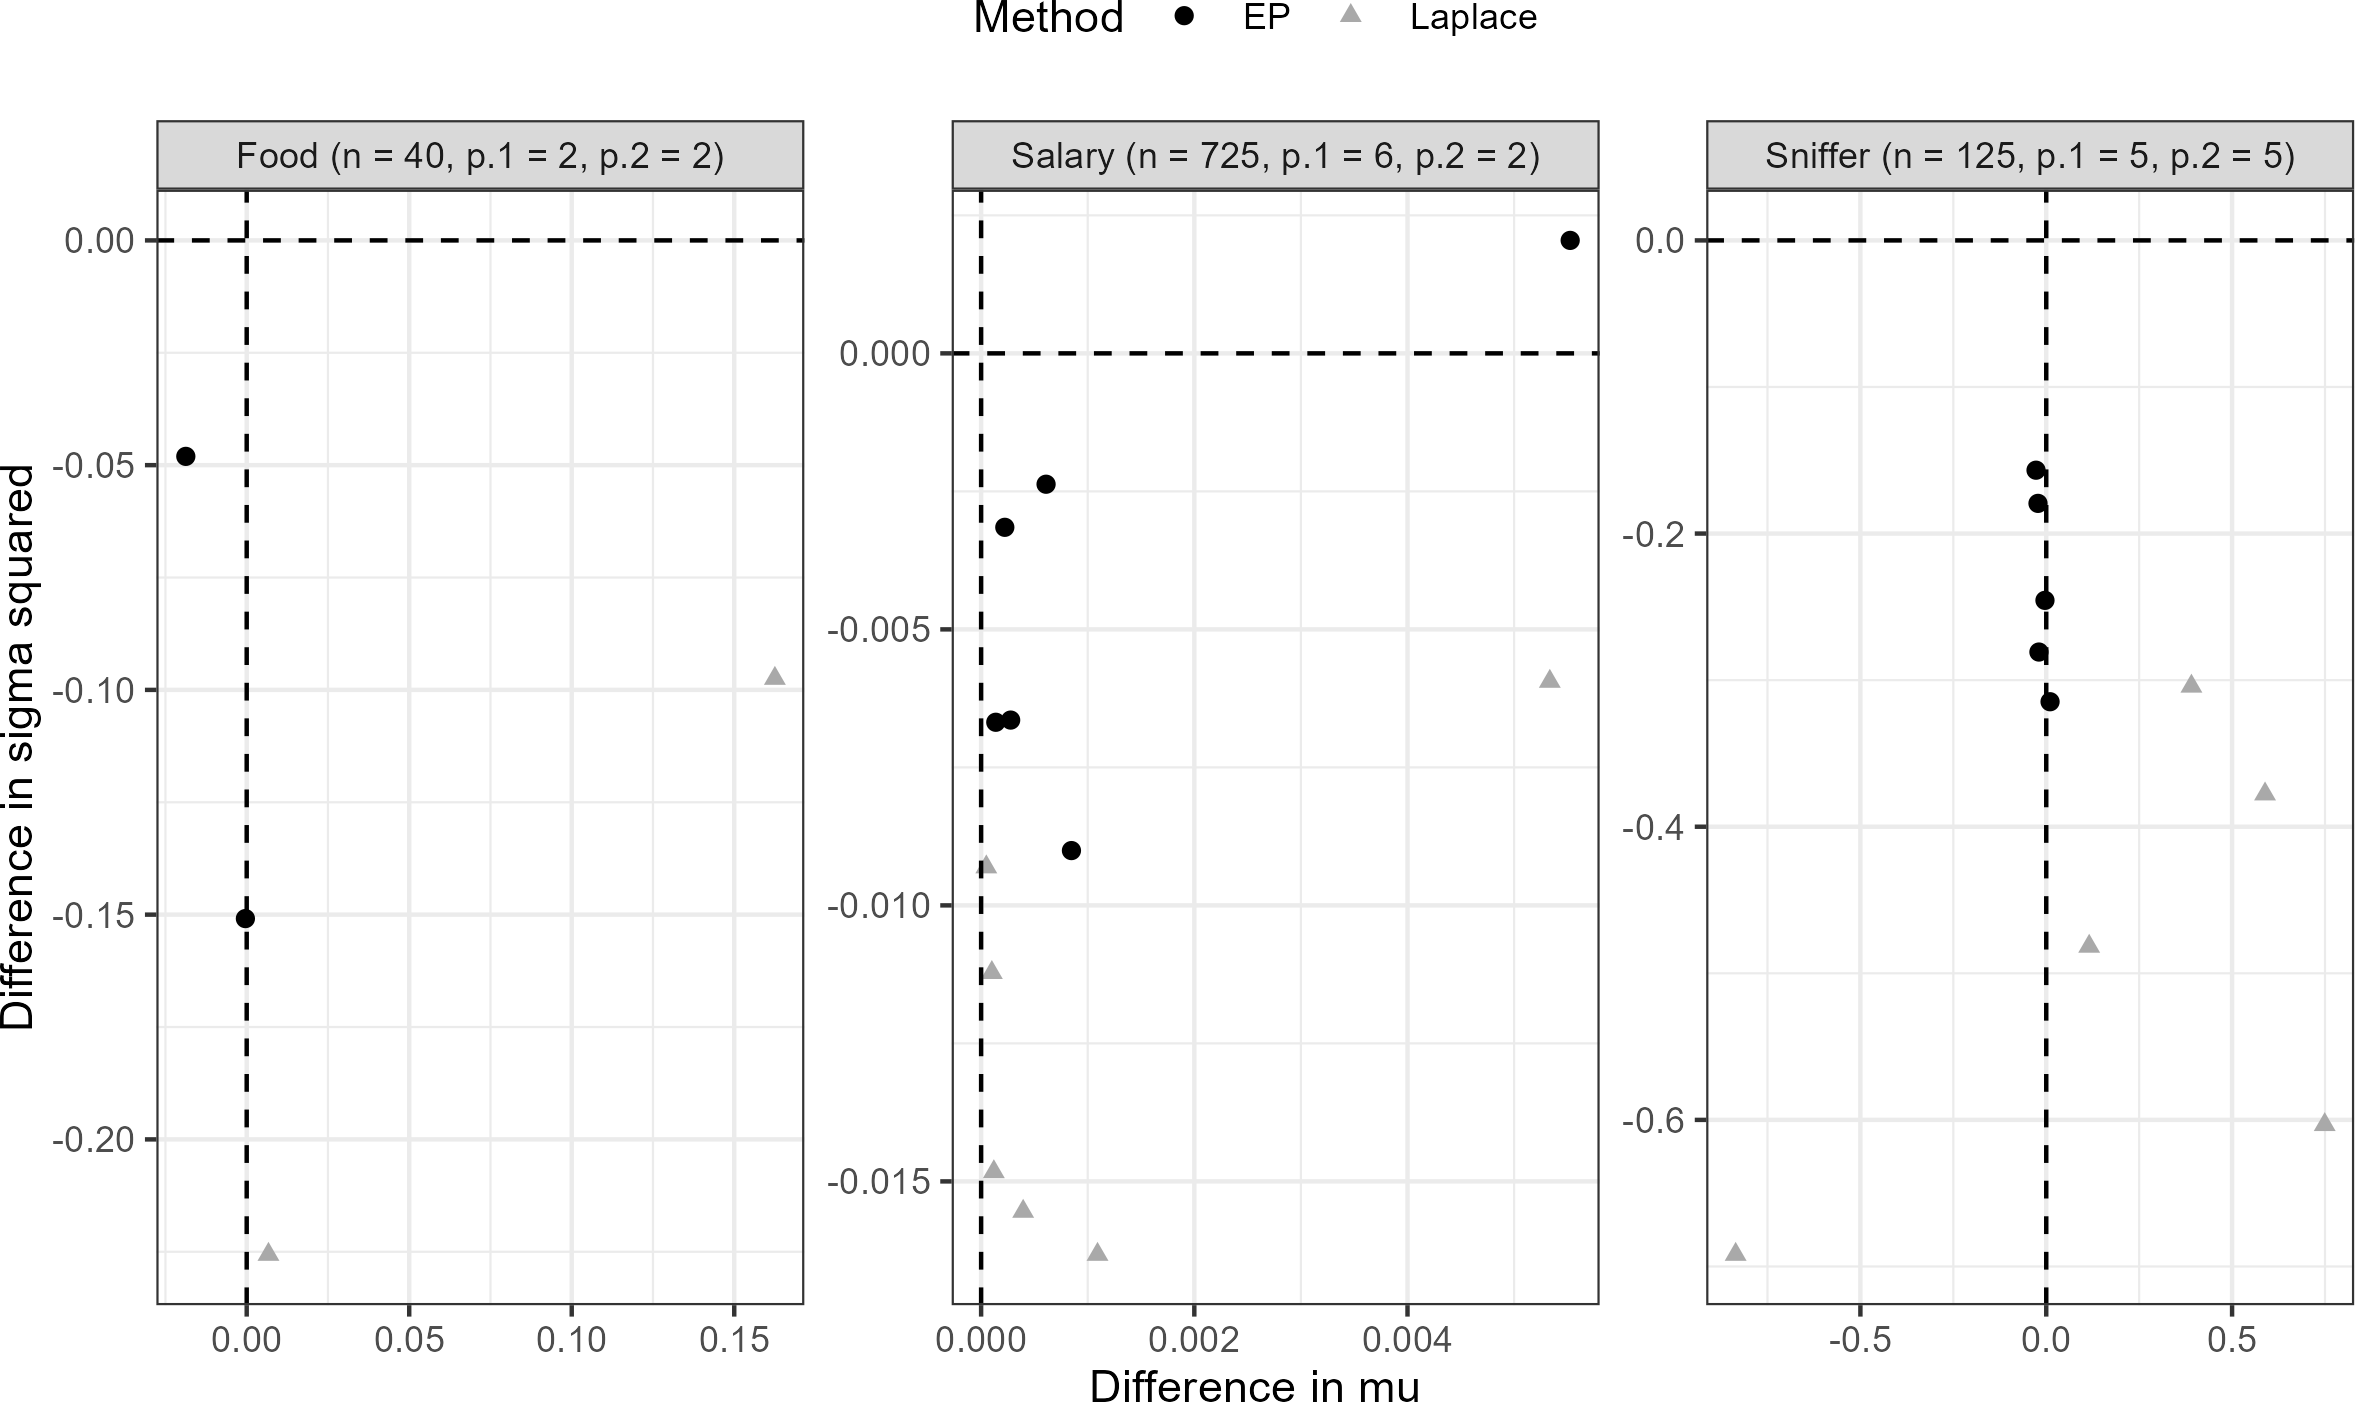 Method EP Laplace
Food (n = 40, p.1 = 2, p.2 = 2)
Salary (n = 725, p.1 = 6, p.2 = 2)
Sniffer (n = 125, p.1 = 5, p.2 = 5)
Difference in sigma squared
0.00
-0.05
-0.10
-0.15
-0.20
0.000
-0.005
-0.010
-0.015
0.0
-0.2
-0.4
-0.6
0.00 0.05 0.10 0.15
0.000 0.002 0.004
-0.5 0.0 0.5
Difference in mu